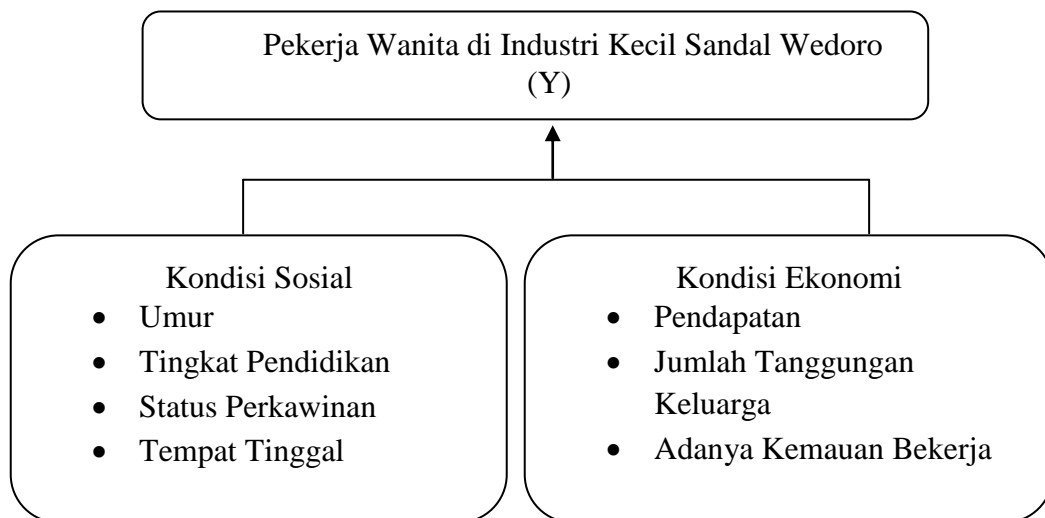 Pekerja Wanita di Industri Kecil Sandal Wedoro
(Y)
Kondisi Sosial
• Umur
• Tingkat Pendidikan
• Status Perkawinan
• Tempat Tinggal
Kondisi Ekonomi
• Pendapatan
• Jumlah Tanggungan
Keluarga
• Adanya Kemauan Bekerja